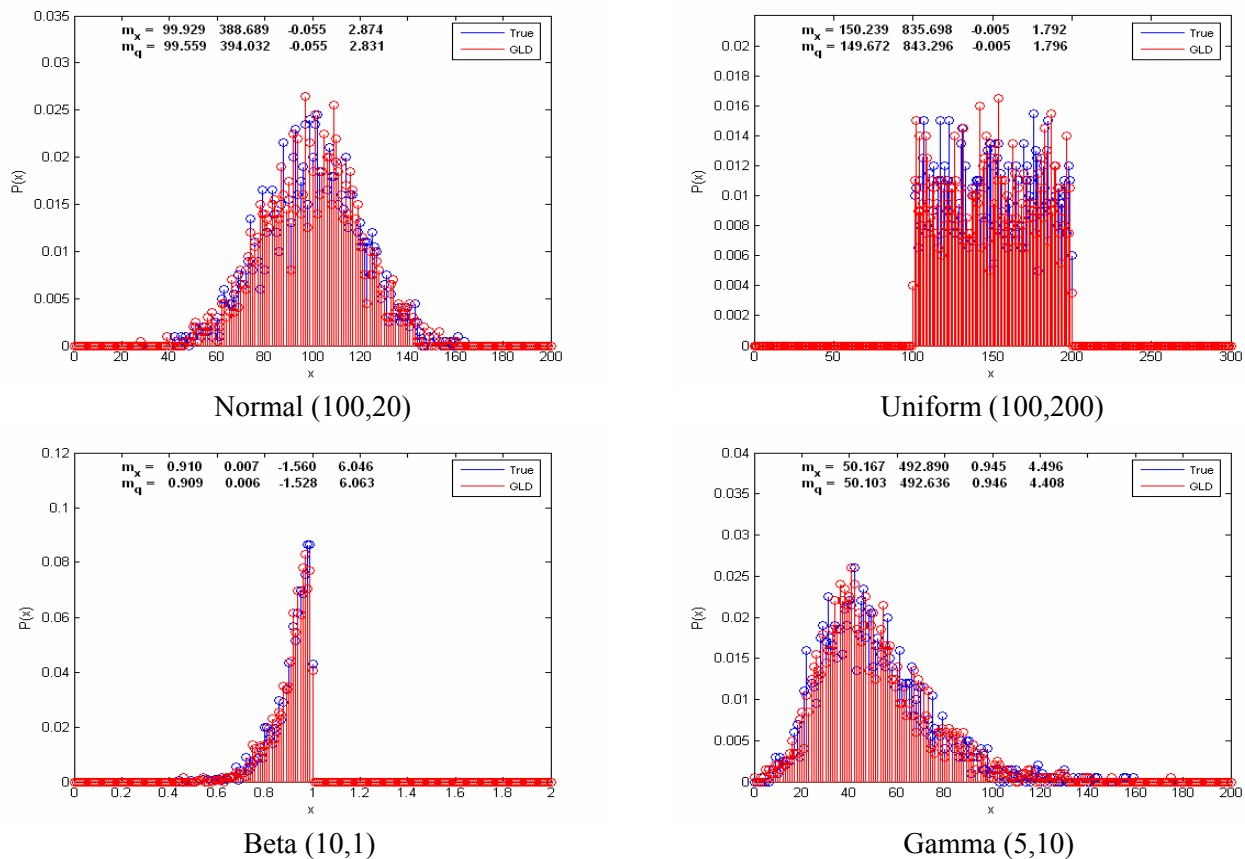 0.035
0.03
0.025
0.02
0.015
0.01
0.005
0
P(x)
m_x = 99.929 388.689 -0.055 2.874
m_q = 99.559 394.032 -0.055 2.831
True
GLD
0 20 40 60 80 100 120 140 160 180 200
x
Normal (100,20)
0.02
0.018
0.016
0.014
0.012
0.01
0.008
0.006
0.004
0.002
0
P(x)
m_x = 150.239 835.698 -0.005 1.792
m_q = 149.672 843.296 -0.005 1.796
True
GLD
0 50 100 150 200 250 300
x
Uniform (100,200)
0.12
0.1
0.08
0.06
0.04
0.02
0
P(x)
m_x = 0.910 0.007 -1.560 6.046
m_q = 0.909 0.006 -1.528 6.063
True
GLD
0 0.2 0.4 0.6 0.8 1 1.2 1.4 1.6 1.8 2
x
Beta (10,1)
0.04
0.035
0.03
0.025
0.02
0.015
0.01
0.005
0
P(x)
m_x = 50.167 492.890 0.945 4.496
m_q = 50.103 492.636 0.946 4.408
True
GLD
0 20 40 60 80 100 120 140 160 180 200
x
Gamma (5,10)